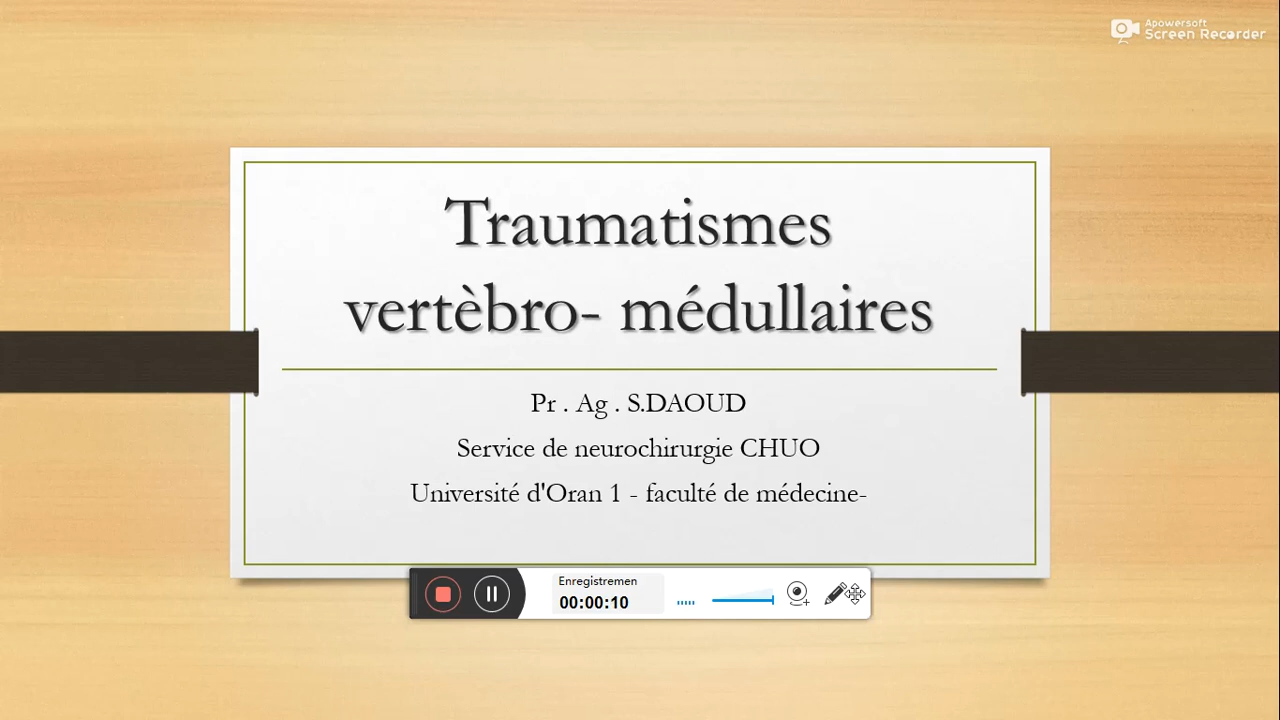 Apowersoft
Screen Recorder
Traumatismes
vertèbro- médullaires
Pr . Ag . S.DAOUD
Service de neurochirurgie CHUO
Université d'Oran 1 - faculté de médecine-
Enregistremen
00:00:10